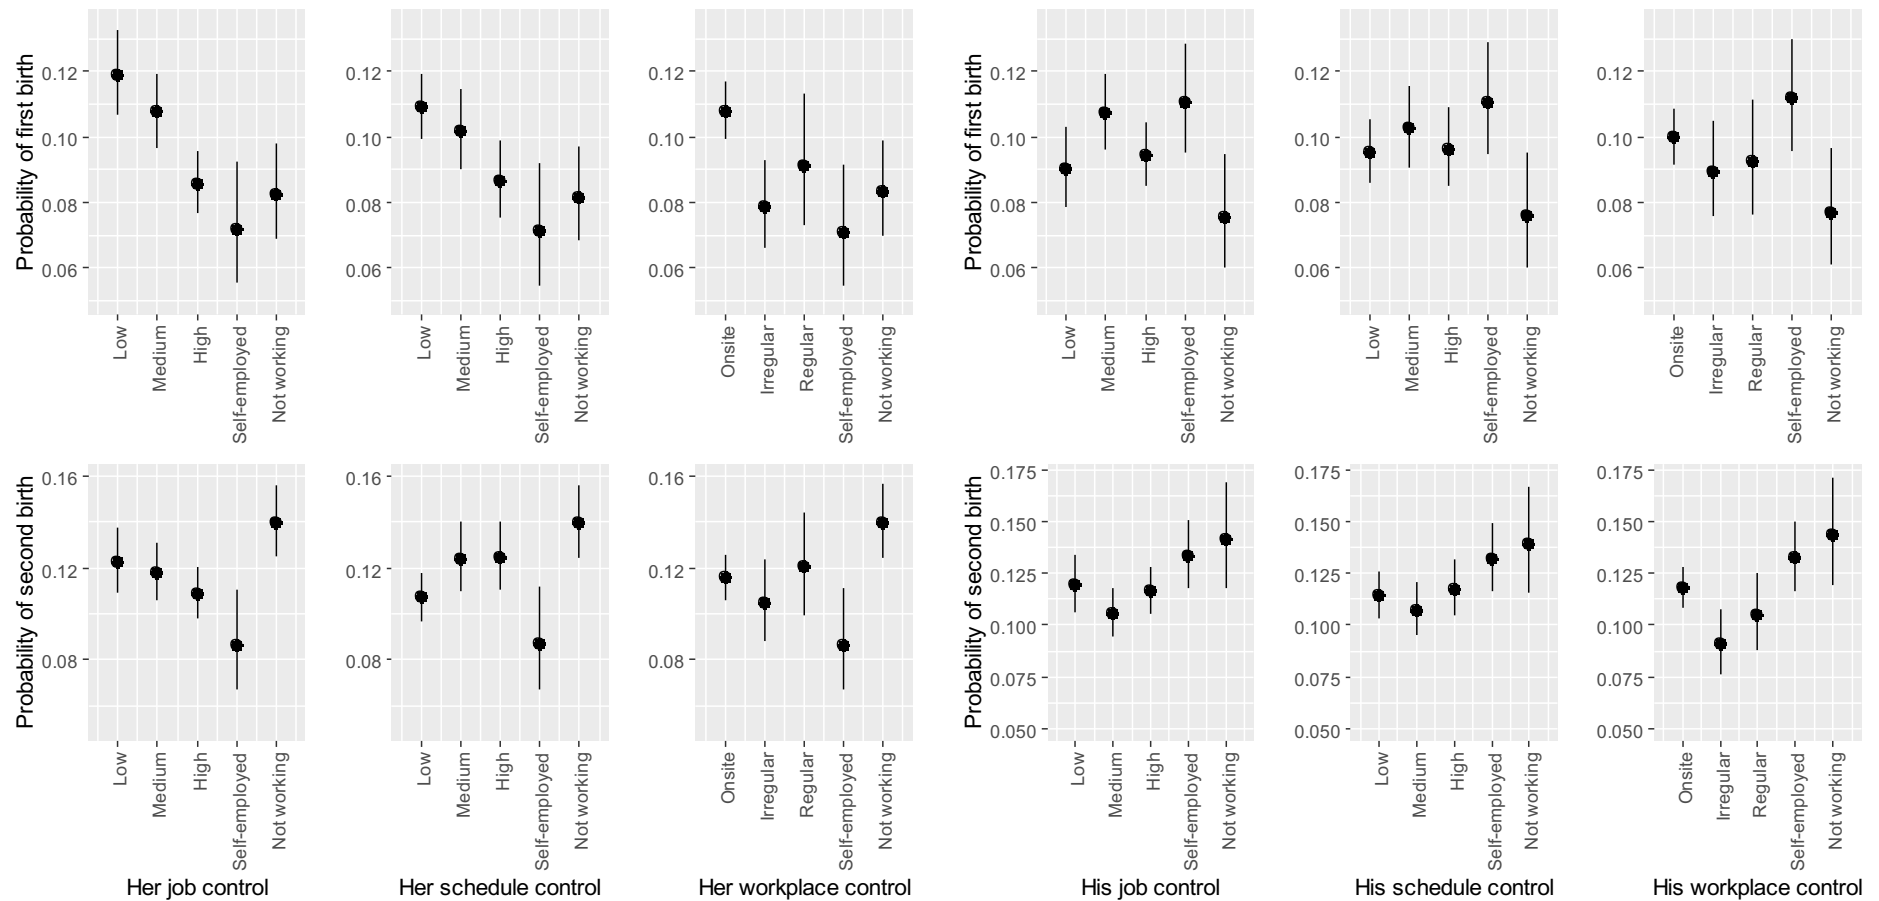 Probability of first birth
0.12
0.10
0.08
0.06
Low
Medium
High
Self-employed
Not working
0.12
0.10
0.08
0.06
Low
Medium
High
Self-employed
Not working
0.12
0.10
0.08
0.06
Onsite
Irregular
Regular
Self-employed
Not working
Probability of first birth
0.12
0.10
0.08
0.06
Low
Medium
High
Self-employed
Not working
0.12
0.10
0.08
0.06
Low
Medium
High
Self-employed
Not working
0.12
0.10
0.08
0.06
Onsite
Irregular
Regular
Self-employed
Not working
Probability of second birth
0.16
0.12
0.08
Low
Medium
High
Self-employed
Not working
Her job control
0.16
0.12
0.08
Low
Medium
High
Self-employed
Not working
Her schedule control
0.16
0.12
0.08
Onsite
Irregular
Regular
Self-employed
Not working
Her workplace control
Probability of second birth
0.175
0.150
0.125
0.100
0.075
0.050
Low
Medium
High
Self-employed
Not working
His job control
0.175
0.150
0.125
0.100
0.075
0.050
Low
Medium
High
Self-employed
Not working
His schedule control
0.175
0.150
0.125
0.100
0.075
0.050
Onsite
Irregular
Regular
Self-employed
Not working
His workplace control